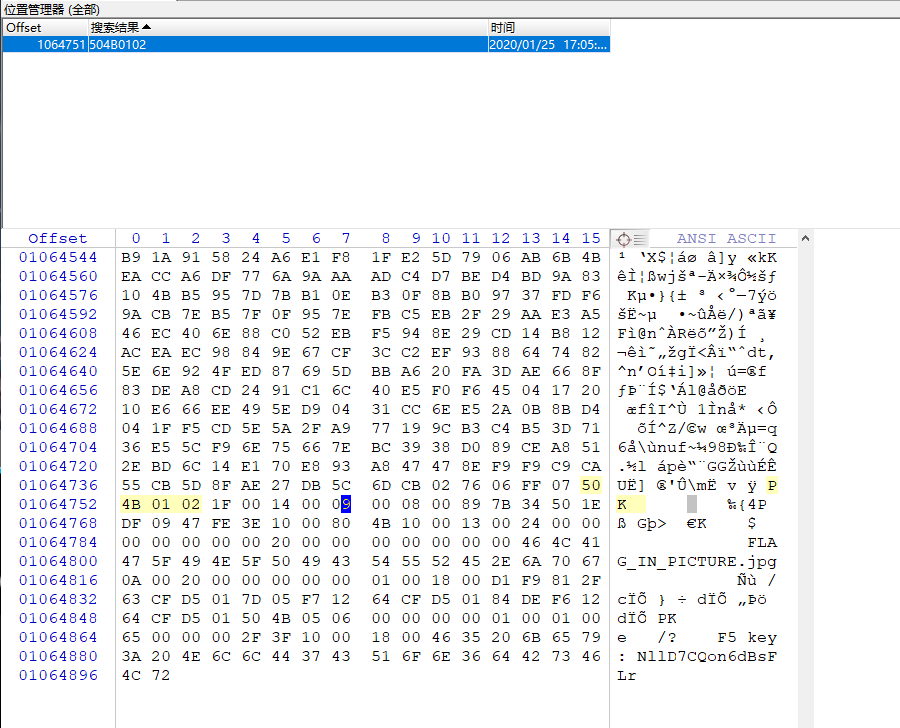 位置管理器 (全部)
Offset 搜索结果 时间
1064751 504B0102 2020/01/25 17:05:...
Offset 0 1 2 3 4 5 6 7 8 9 10 11 12 13 14 15 ANSI ASCII
01064544 B9 1A 91 58 24 A6 E1 F8 1F E2 5D 79 06 AB 6B 4B ¹ ‘X$¦áø â]y «kK
01064560 EA CC A6 DF 77 6A 9A AA AD C4 D7 BE D4 BD 9A 83 êÌ¦ßwjšª-Ä×¾Ô½šƒ
01064576 10 4B B5 95 7D 7B B1 0E B3 0F 8B B0 97 37 FD F6 Kµ•}{± ³ ‹°—7ýö
01064592 9A CB 7E B5 7F 0F 95 7E FB C5 EB 2F 29 AA E3 A5 šË~µ •~ûÅë/)ªã¥
01064608 46 EC 40 6E 88 C0 52 EB F5 94 8E 29 CD 14 B8 12 Fì@nˆÀRëõ”Ž)Í ¸
01064624 AC EA EC 98 84 9E 67 CF 3C C2 EF 93 88 64 74 82 ¬êì˜„žgÏ<Âï“ˆdt‚
01064640 5E 6E 92 4F ED 87 69 5D BB A6 20 FA 3D AE 66 8F ^n’Oí‡i]»¦ ú=®f
01064656 83 DE A8 CD 24 91 C1 6C 40 E5 F0 F6 45 04 17 20 ƒÞ¨Í$‘Ál@åðöE
01064672 10 E6 66 EE 49 5E D9 04 31 CC 6E E5 2A 0B 8B D4 æfîI^Ù 1Ìnå* ‹Ô
01064688 04 1F F5 CD 5E 5A 2F A9 77 19 9C B3 C4 B5 3D 71 õÍ^Z/©w œ³Äµ=q
01064704 36 E5 5C F9 6E 75 66 7E BC 39 38 D0 89 CE A8 51 6å\ùnuf~¼98Ð‰Î¨Q
01064720 2E BD 6C 14 E1 70 E8 93 A8 47 47 8E F9 F9 C9 CA .½l ápè“¨GGŽùùÉÊ
01064736 55 CB 5D 8F AE 27 DB 5C 6D CB 02 76 06 FF 07 50 UË] ®'Û\mË v ÿ P
01064752 4B 01 02 1F 00 14 00 09 00 08 00 89 7B 34 50 1E K ‰{4P
01064768 DF 09 47 FE 3E 10 00 80 4B 10 00 13 00 24 00 00 ß Gþ> €K $
01064784 00 00 00 00 00 20 00 00 00 00 00 00 00 46 4C 41 FLA
01064800 47 5F 49 4E 5F 50 49 43 54 55 52 45 2E 6A 70 67 G_IN_PICTURE.jpg
01064816 0A 00 20 00 00 00 00 00 01 00 18 00 D1 F9 81 2F Ñù /
01064832 63 CF D5 01 7D 05 F7 12 64 CF D5 01 84 DE F6 12 cÏÕ } ÷ dÏÕ „Þö
01064848 64 CF D5 01 50 4B 05 06 00 00 00 00 01 00 01 00 dÏÕ PK
01064864 65 00 00 00 2F 3F 10 00 18 00 46 35 20 6B 65 79 e /? F5 key
01064880 3A 20 4E 6C 6C 44 37 43 51 6F 6E 36 64 42 73 46 : NllD7CQon6dBsF
01064896 4C 72 Lr